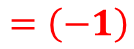 = (−1)